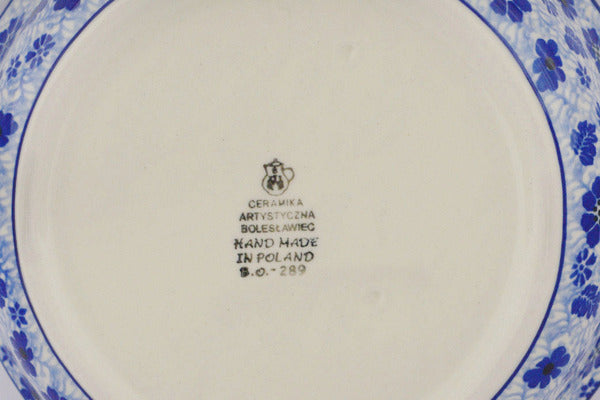 CERAMIKA
ARTYSTYCZNA
BOLESŁAWIEC
HAND MADE
IN POLAND
B.O.-289